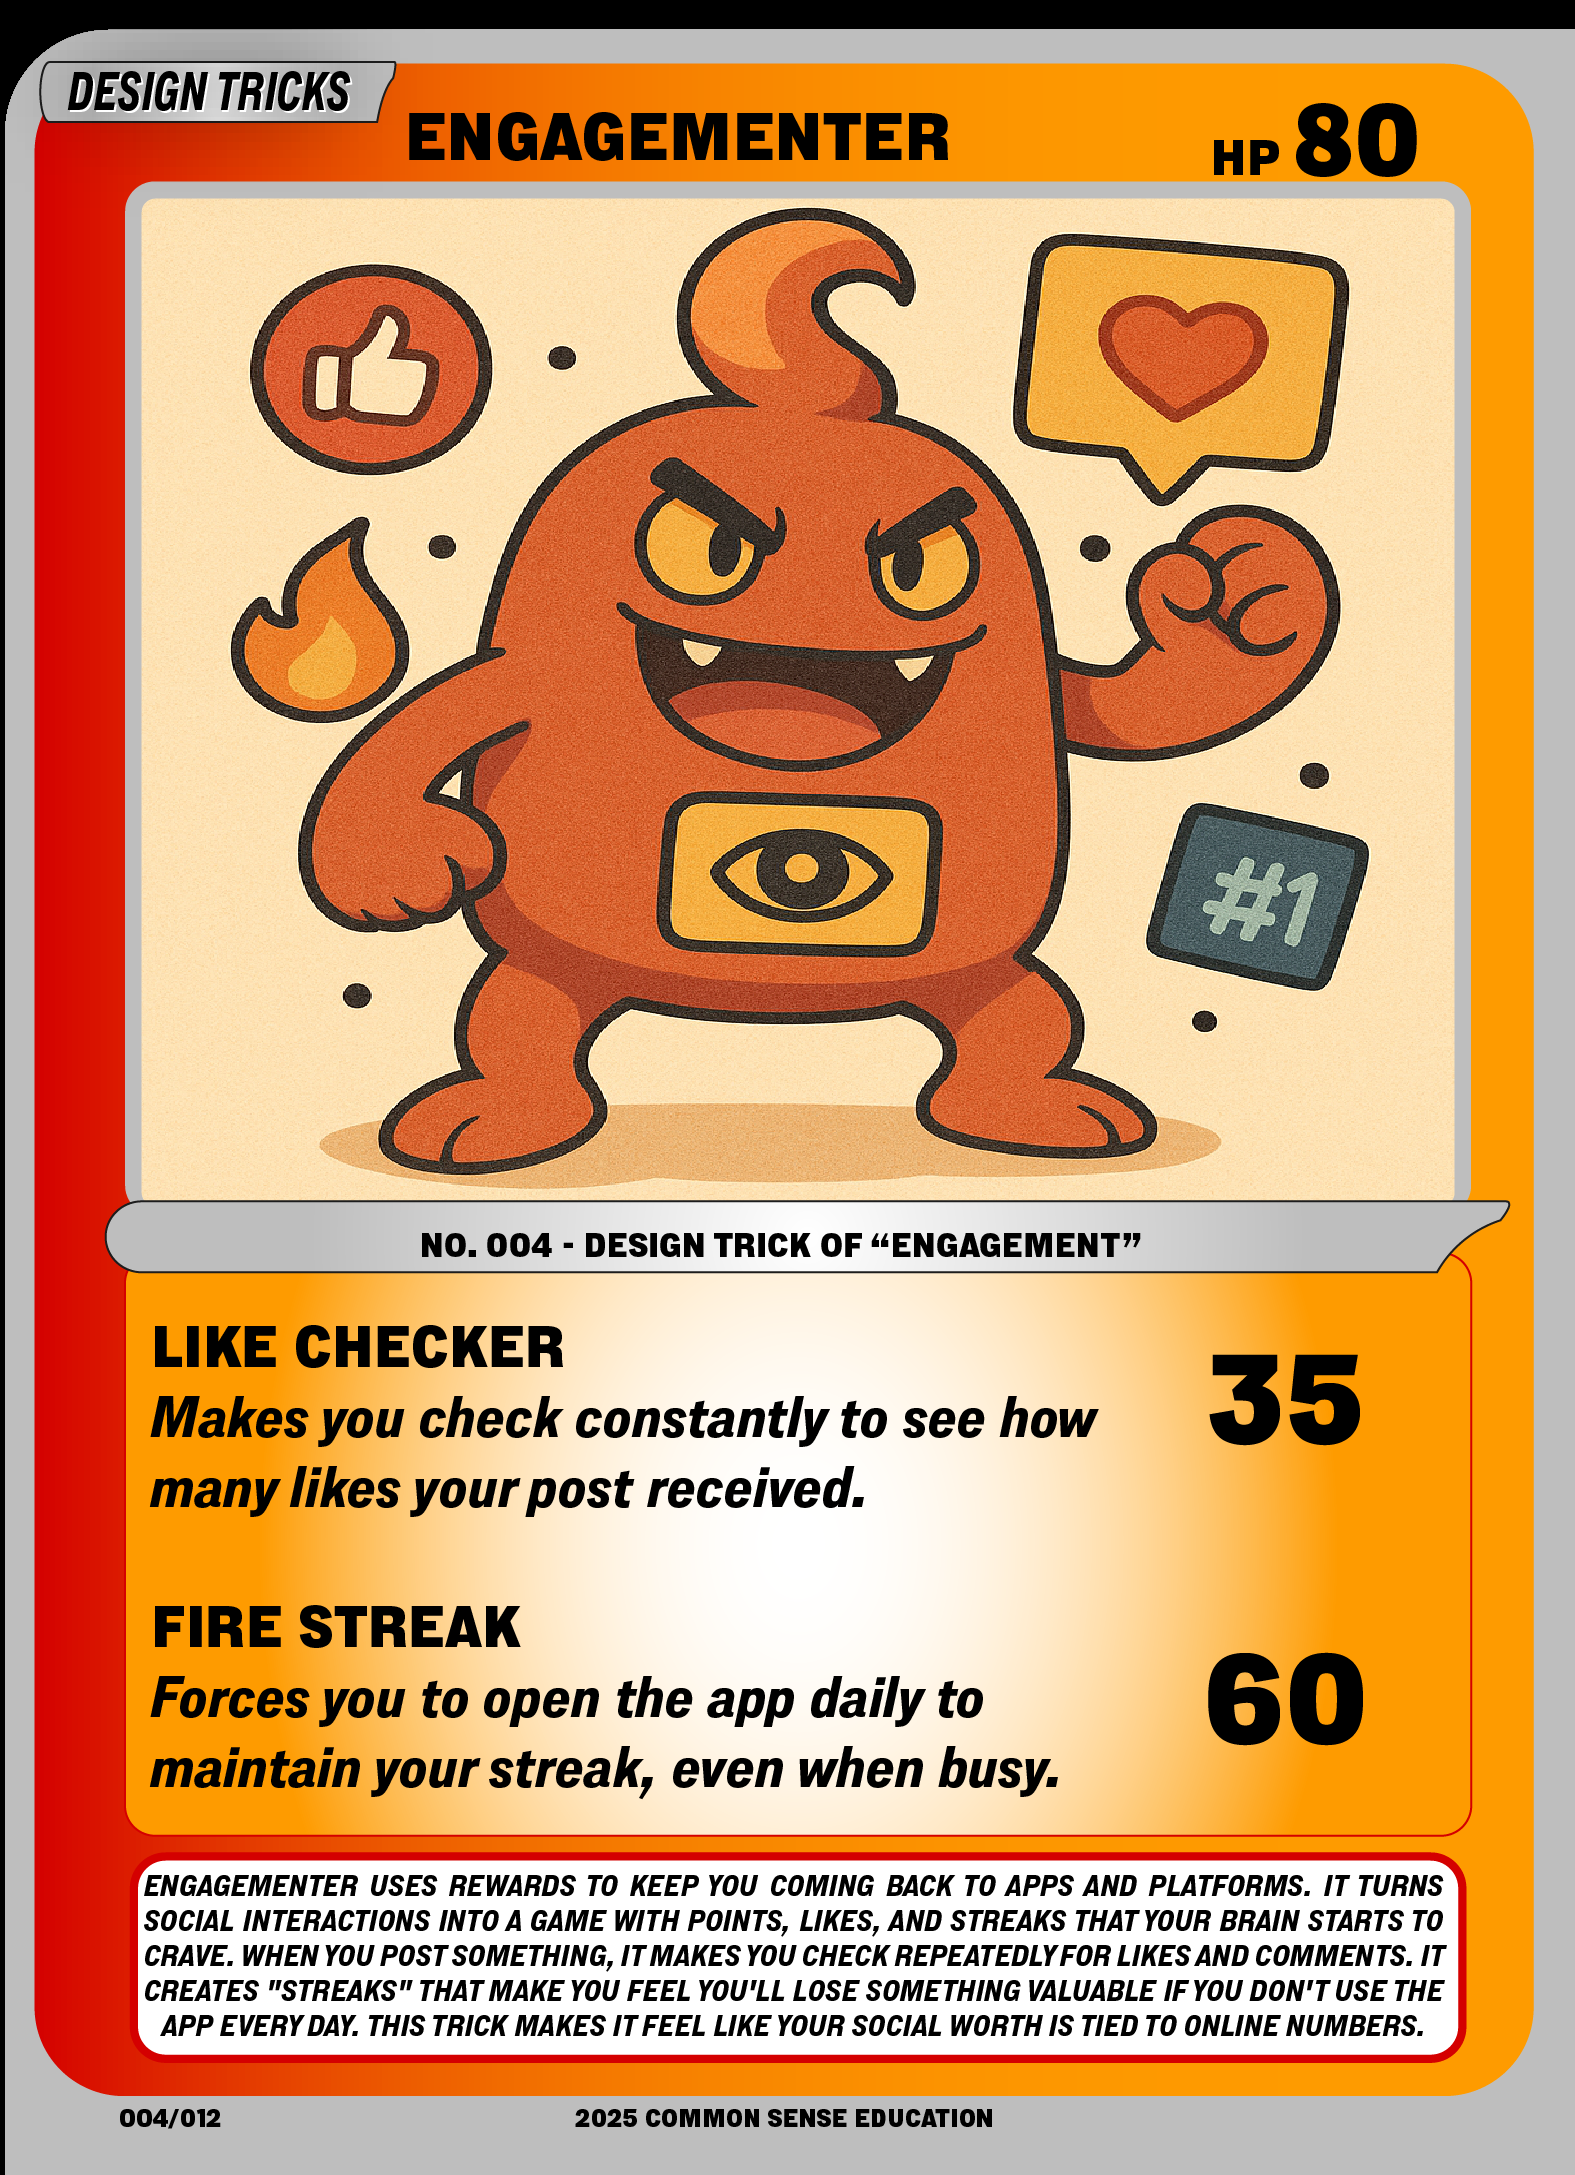 DESIGN TRICKS
ENGAGEMENTER
HP 80
#1
NO. 004 - DESIGN TRICK OF “ENGAGEMENT”
LIKE CHECKER
35
Makes you check constantly to see how
many likes your post received.
FIRE STREAK
60
Forces you to open the app daily to
maintain your streak, even when busy.
ENGAGEMENTER USES REWARDS TO KEEP YOU COMING BACK TO APPS AND PLATFORMS. IT TURNS
SOCIAL INTERACTIONS INTO A GAME WITH POINTS, LIKES, AND STREAKS THAT YOUR BRAIN STARTS TO
CRAVE. WHEN YOU POST SOMETHING, IT MAKES YOU CHECK REPEATEDLY FOR LIKES AND COMMENTS. IT
CREATES "STREAKS" THAT MAKE YOU FEEL YOU'LL LOSE SOMETHING VALUABLE IF YOU DON'T USE THE
APP EVERY DAY. THIS TRICK MAKES IT FEEL LIKE YOUR SOCIAL WORTH IS TIED TO ONLINE NUMBERS.
004/012
2025 COMMON SENSE EDUCATION